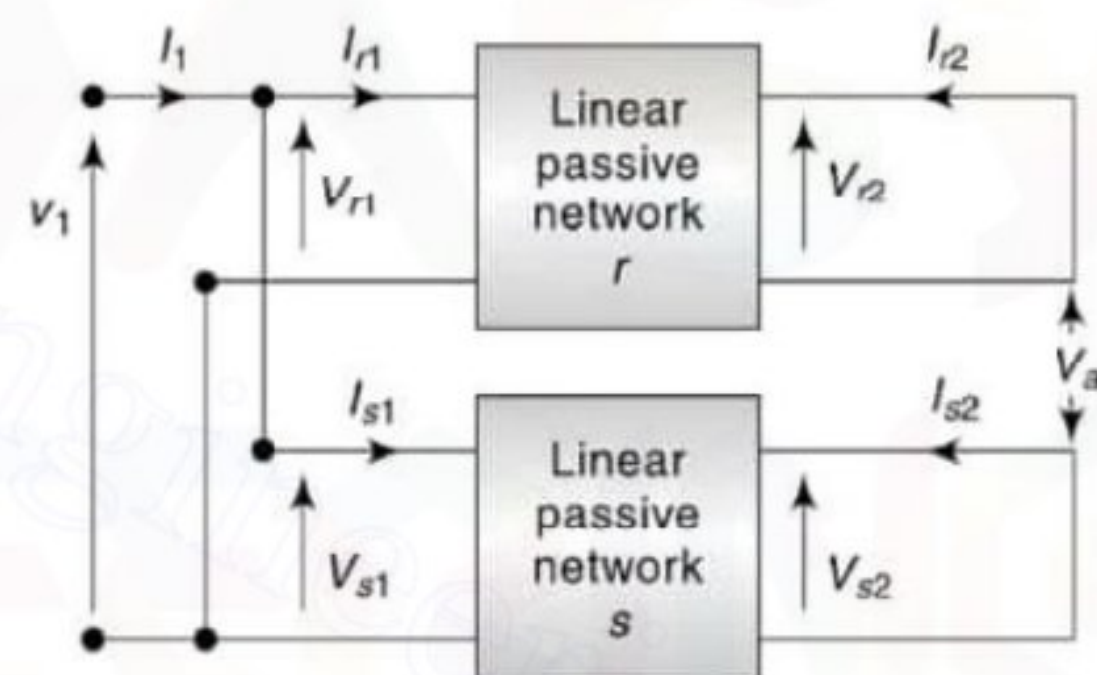 I1 Ir1 Ir2
Linear
passive
network
r
v1 Vr1 Vr2
Va
Is1 Is2
Linear
passive
network
s
Vs1 Vs2